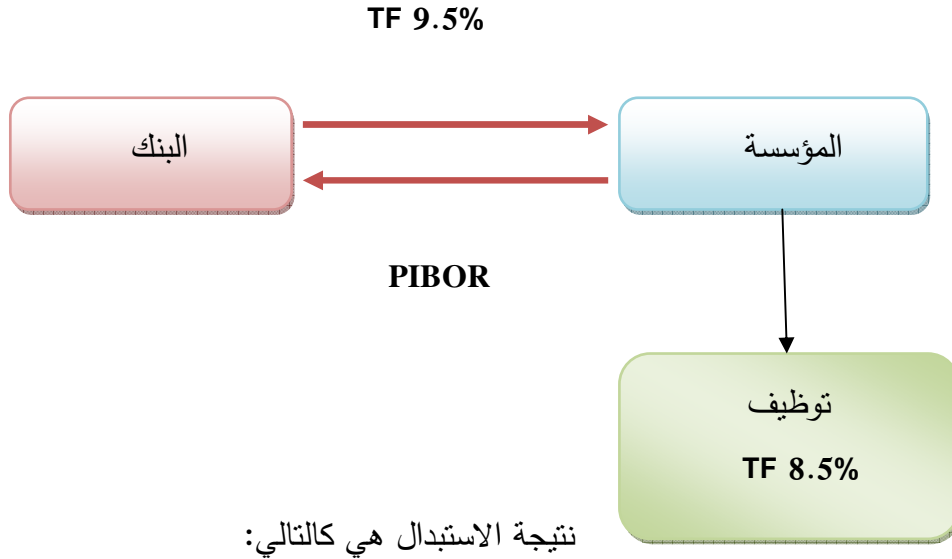 TF 9.5%
المؤسسة
البنك
PIBOR
توظيف
TF 8.5%
نتيجة الاستبدال هي كالتالي: